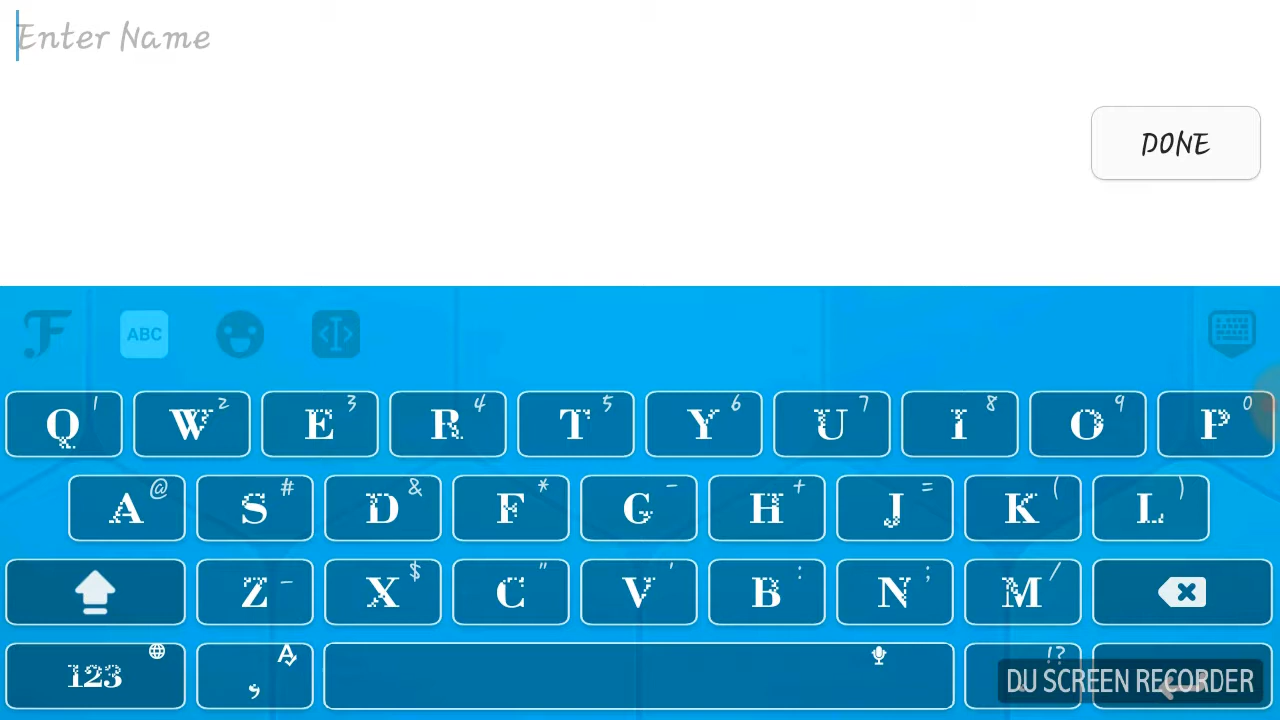 Enter Name
DONE
F ABC
Q 1 W 2 E 3 R 4 T 5 Y 6 U 7 I 8 O 9 P 0
A @ S # D & F * G - H + J = K ( L )
Z _ X $ C " V ' B : N ; M /
123 , !? .
DU SCREEN RECORDER